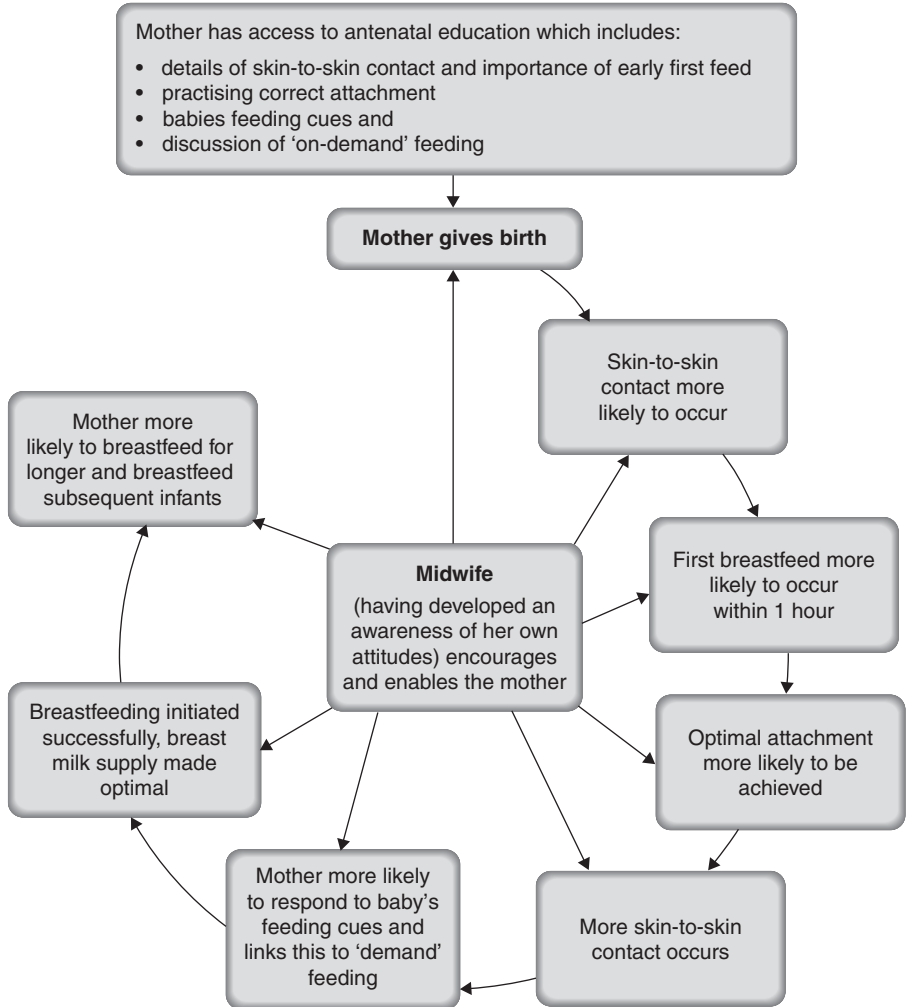 Mother has access to antenatal education which includes:
• details of skin-to-skin contact and importance of early first feed
• practising correct attachment
• babies feeding cues and
• discussion of ‘on-demand’ feeding
Mother gives birth
Skin-to-skin
contact more
likely to occur
Mother more
likely to breastfeed for
longer and breastfeed
subsequent infants
First breastfeed more
likely to occur
within 1 hour
Midwife
(having developed an
awareness of her own
attitudes) encourages
and enables the mother
Breastfeeding initiated
successfully, breast
milk supply made
optimal
Optimal attachment
more likely to be
achieved
Mother more likely
to respond to baby’s
feeding cues and
links this to ‘demand’
feeding
More skin-to-skin
contact occurs